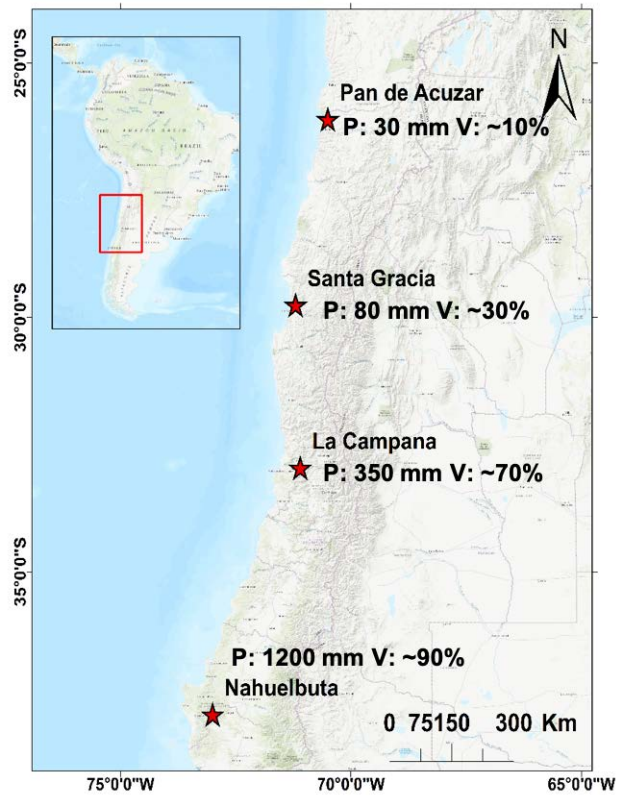 N
25°0'0"S
Pan de Acuzar
P: 30 mm V: ~10%
Santa Gracia
P: 80 mm V: ~30%
30°0'0"S
La Campana
P: 350 mm V: ~70%
35°0'0"S
P: 1200 mm V: ~90%
Nahuelbuta
0 75150 300 Km
75°0'0"W 70°0'0"W 65°0'0"W
BRAZIL